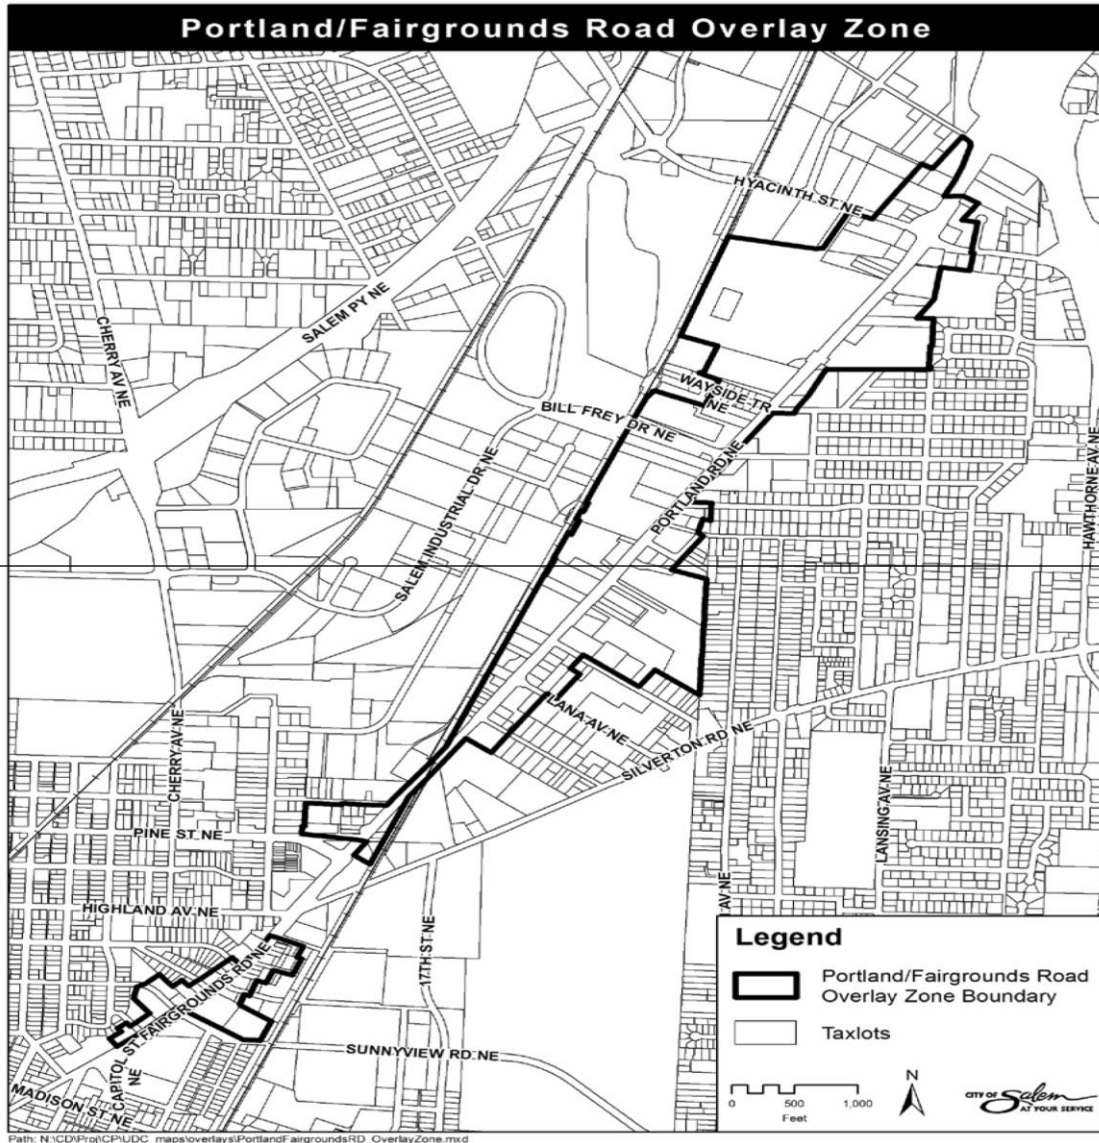 Portland/Fairgrounds Road Overlay Zone
HYACINTH ST NE
SALEM PY NE
CHERRY AV NE
WAYSIDE TR
NE
BILL FREY DR NE
PORTLAND RD NE
HAWTHORNE AV NE
SALEM INDUSTRIAL DR NE
LANA AV NE
SILVERTON RD NE
CHERRY AV NE
LANSING AV NE
PINE ST NE
AV NE
HIGHLAND AV NE
17TH ST NE
FAIRGROUNDS RD NE
CAPITOL ST
NE
SUNNYVIEW RD NE
MADISON ST NE
Legend
Portland/Fairgrounds Road
Overlay Zone Boundary
Taxlots
N
0 500 1,000
Feet
CITY OF Salem
AT YOUR SERVICE
Path: N:\CD\Proj\CP\UDC_maps\overlays\PortlandFairgroundsRD_OverlayZone.mxd